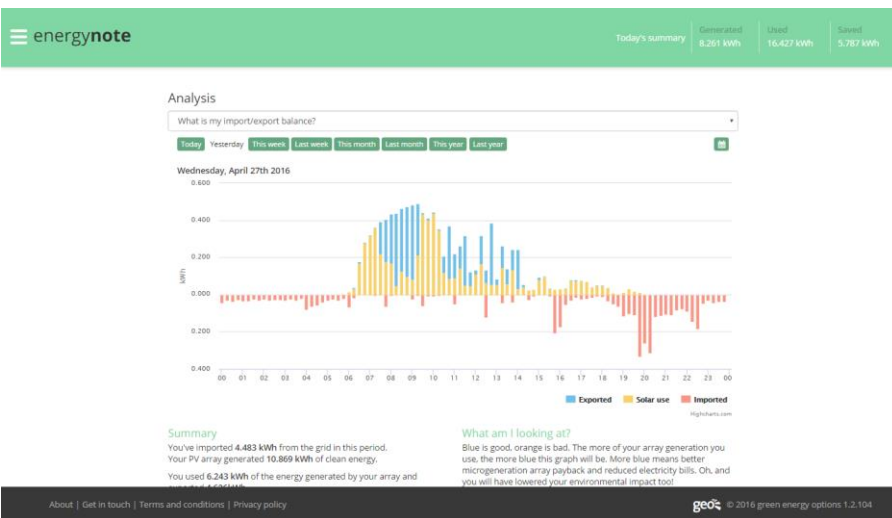 energynote
Today's summary
Generated
8.261 kWh
Used
16.427 kWh
Saved
5.787 kWh
Analysis
What is my import/export balance?
Today Yesterday This week Last week This month Last month This year Last year
Wednesday, April 27th 2016
0.600
0.400
0.200
0.000
0.200
0.400
kWh
00 01 02 03 04 05 06 07 08 09 10 11 12 13 14 15 16 17 18 19 20 21 22 23 00
Exported Solar use Imported
Highcharts.com
Summary
You've imported 4.483 kWh from the grid in this period.
Your PV array generated 10.869 kWh of clean energy.
You used 6.243 kWh of the energy generated by your array and
What am I looking at?
Blue is good, orange is bad. The more of your array generation you
use, the more blue this graph will be. More blue means better
microgeneration array payback and reduced electricity bills. Oh, and
you will have lowered your environmental impact too!
About | Get in touch | Terms and conditions | Privacy policy
geo © 2016 green energy options 1.2.104